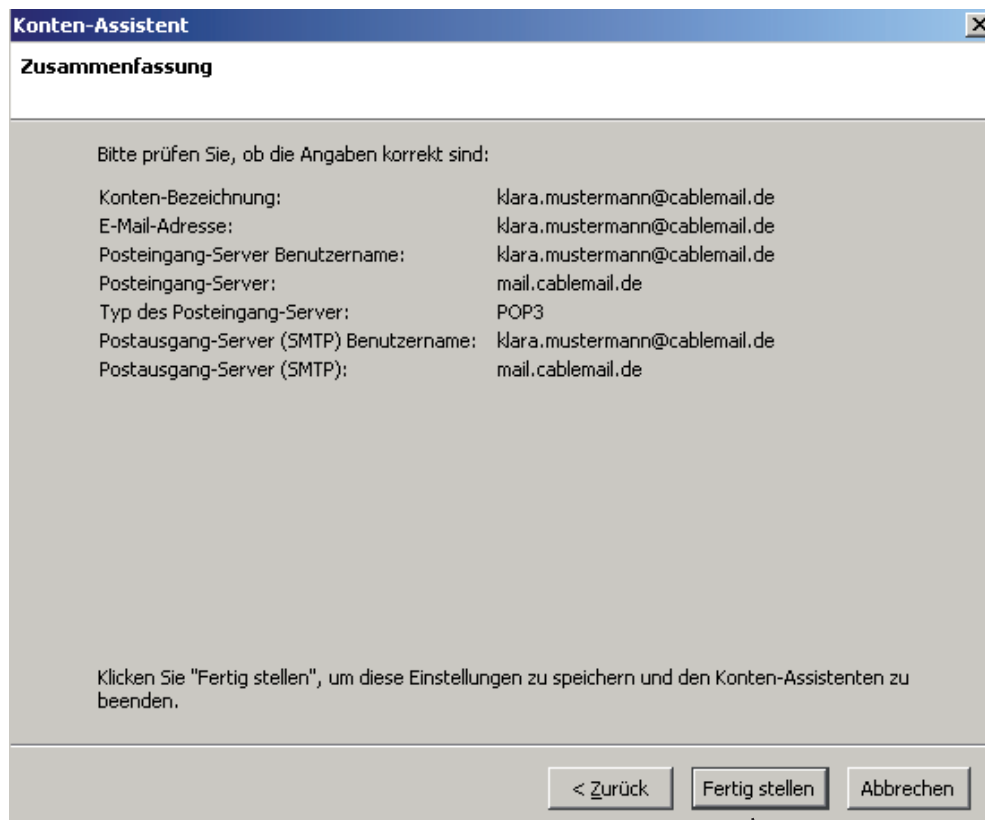 Konten-Assistent
Zusammenfassung
Bitte prüfen Sie, ob die Angaben korrekt sind:
Konten-Bezeichnung: klara.mustermann@cablemail.de
E-Mail-Adresse: klara.mustermann@cablemail.de
Posteingang-Server Benutzername: klara.mustermann@cablemail.de
Posteingang-Server: mail.cablemail.de
Typ des Posteingang-Server: POP3
Postausgang-Server (SMTP) Benutzername: klara.mustermann@cablemail.de
Postausgang-Server (SMTP): mail.cablemail.de
Klicken Sie "Fertig stellen", um diese Einstellungen zu speichern und den Konten-Assistenten zu
beenden.
< Zurück Fertig stellen Abbrechen